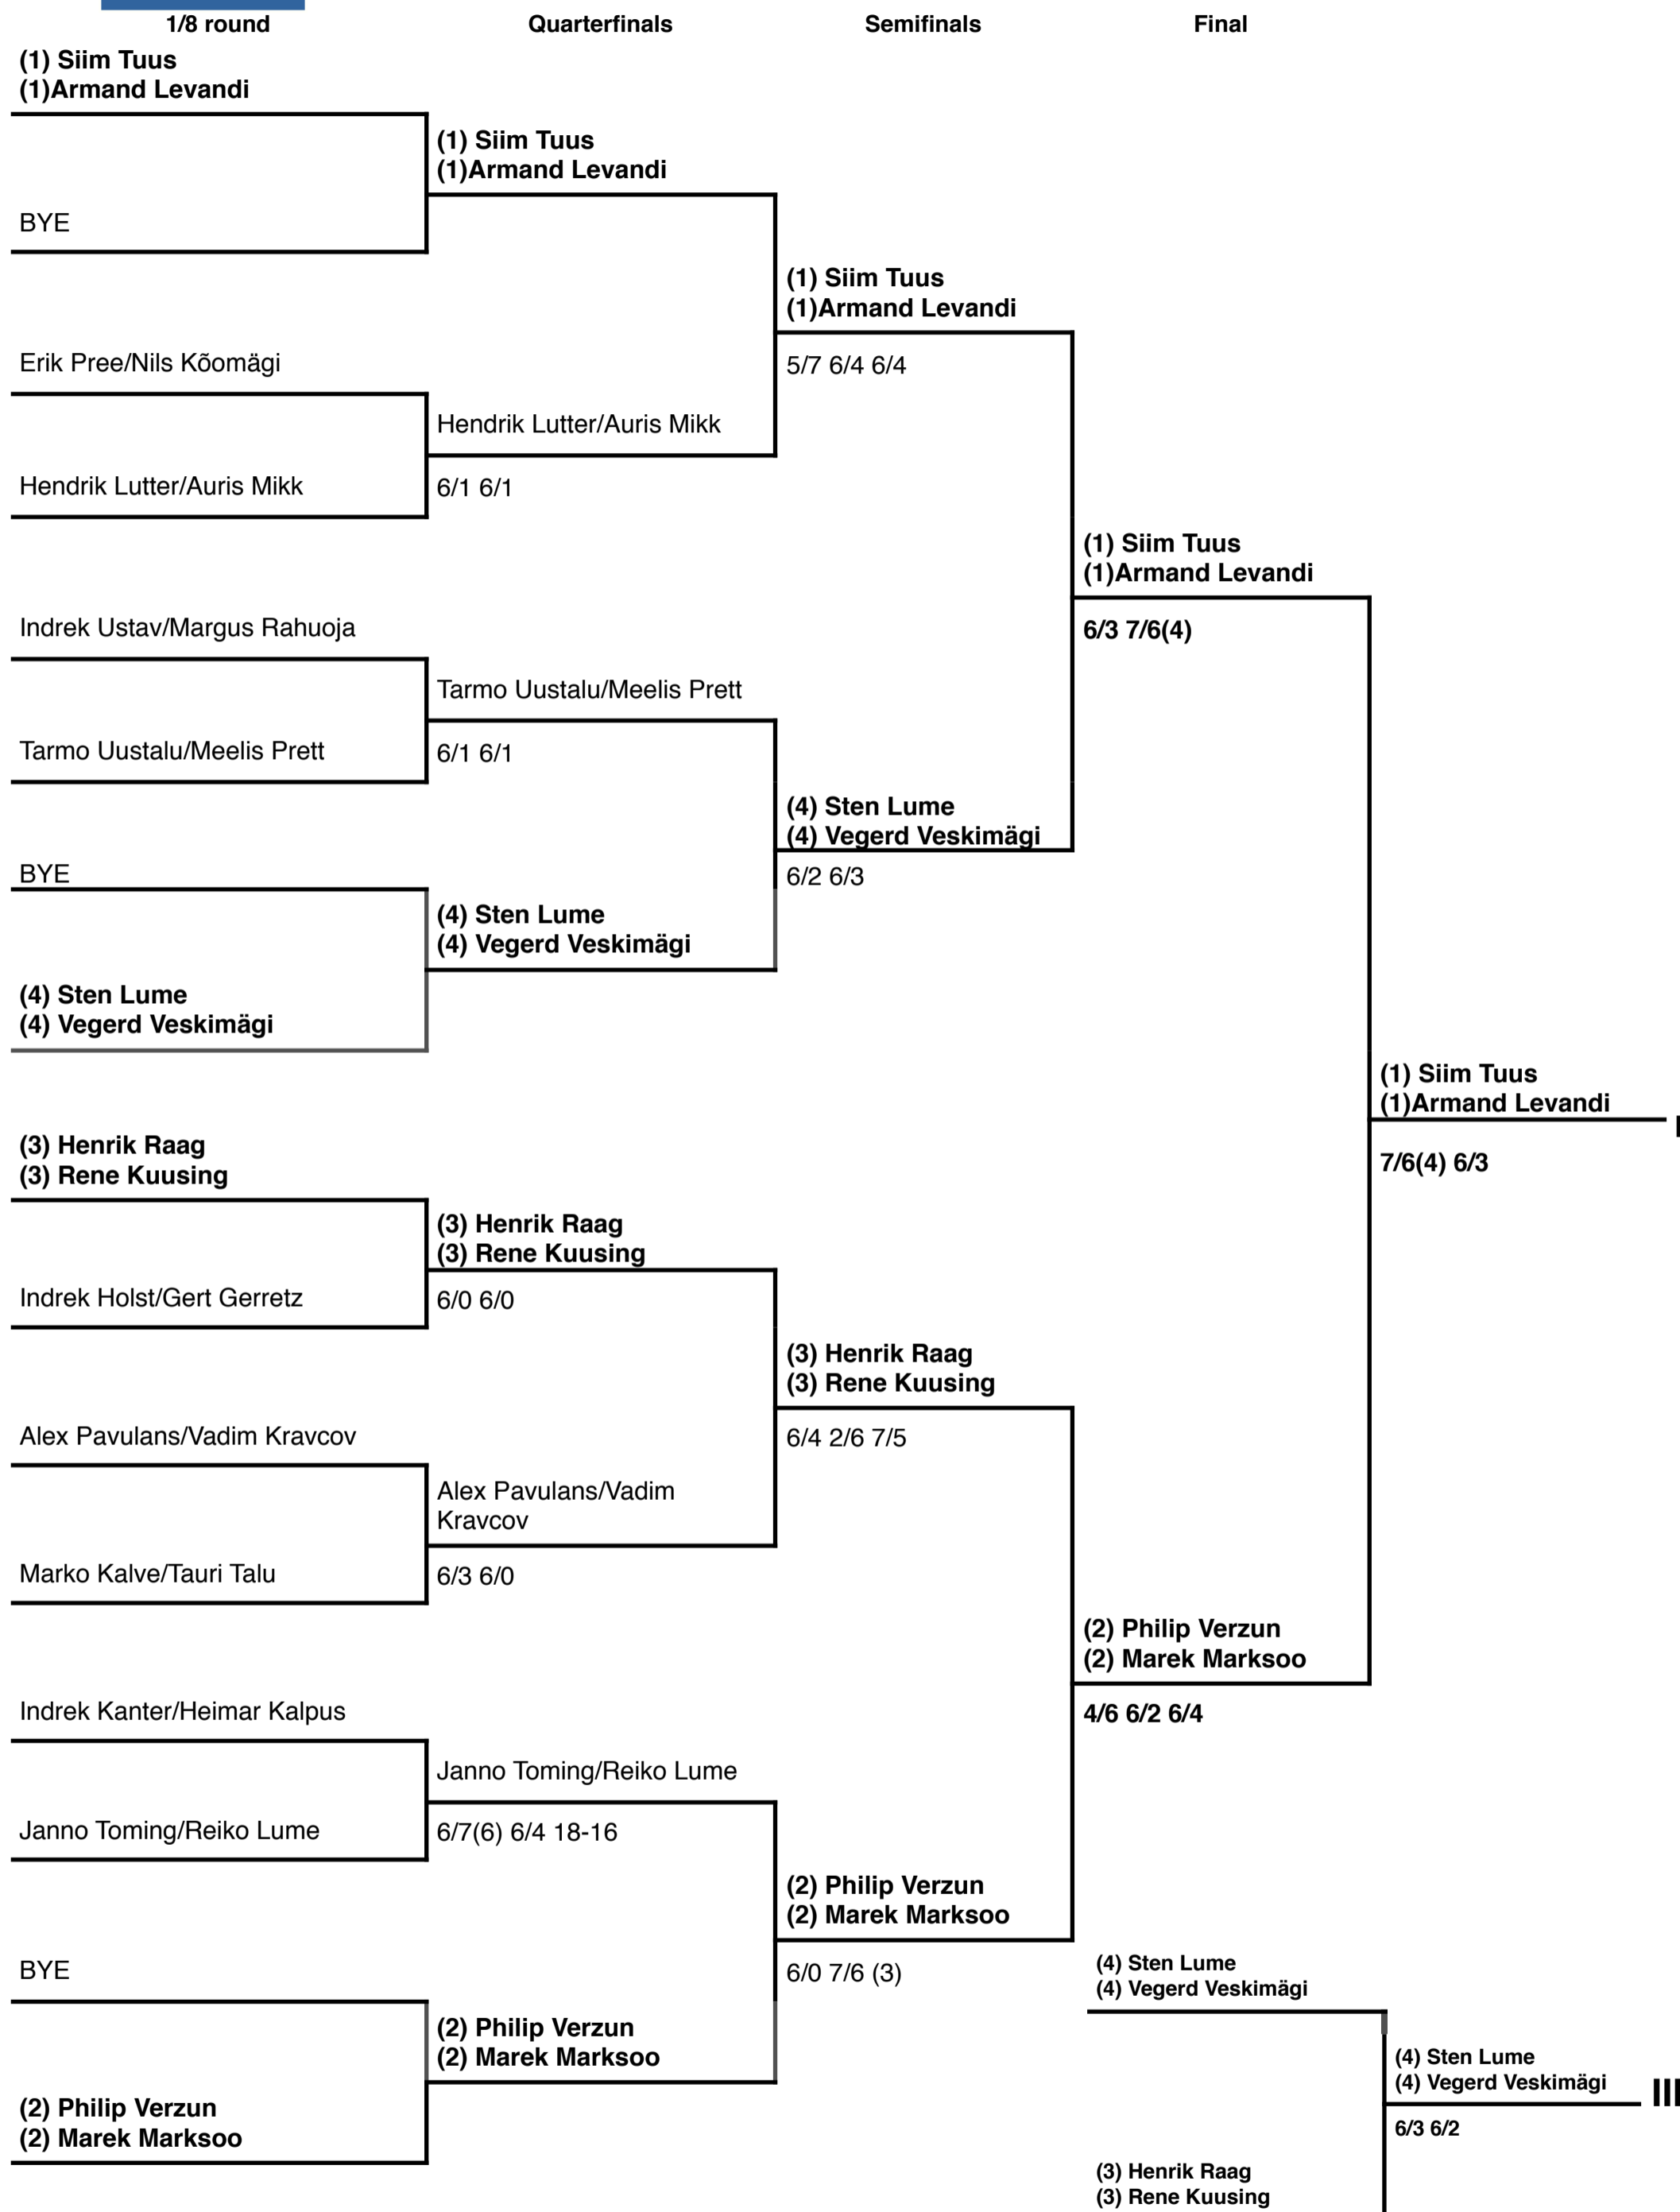 1/8 round
Quarterfinals
Semifinals
Final
(1) Siim Tuus
(1)Armand Levandi
BYE
Erik Pree/Nils Kõomägi
Hendrik Lutter/Auris Mikk
Indrek Ustav/Margus Rahuoja
Tarmo Uustalu/Meelis Prett
BYE
(4) Sten Lume
(4) Vegerd Veskimägi
(3) Henrik Raag
(3) Rene Kuusing
Indrek Holst/Gert Gerretz
Alex Pavulans/Vadim Kravcov
Marko Kalve/Tauri Talu
Indrek Kanter/Heimar Kalpus
Janno Toming/Reiko Lume
BYE
(2) Philip Verzun
(2) Marek Marksoo
(1) Siim Tuus
(1)Armand Levandi
Hendrik Lutter/Auris Mikk
6/1 6/1
Tarmo Uustalu/Meelis Prett
6/1 6/1
(4) Sten Lume
(4) Vegerd Veskimägi
(3) Henrik Raag
(3) Rene Kuusing
6/0 6/0
Alex Pavulans/Vadim
Kravcov
6/3 6/0
Janno Toming/Reiko Lume
6/7(6) 6/4 18-16
(2) Philip Verzun
(2) Marek Marksoo
(1) Siim Tuus
(1)Armand Levandi
5/7 6/4 6/4
(4) Sten Lume
(4) Vegerd Veskimägi
6/2 6/3
(3) Henrik Raag
(3) Rene Kuusing
6/4 2/6 7/5
(2) Philip Verzun
(2) Marek Marksoo
6/0 7/6 (3)
(1) Siim Tuus
(1)Armand Levandi
6/3 7/6(4)
(2) Philip Verzun
(2) Marek Marksoo
4/6 6/2 6/4
(1) Siim Tuus
(1)Armand Levandi
7/6(4) 6/3
(4) Sten Lume
(4) Vegerd Veskimägi
(3) Henrik Raag
(3) Rene Kuusing
(4) Sten Lume
(4) Vegerd Veskimägi
6/3 6/2
III